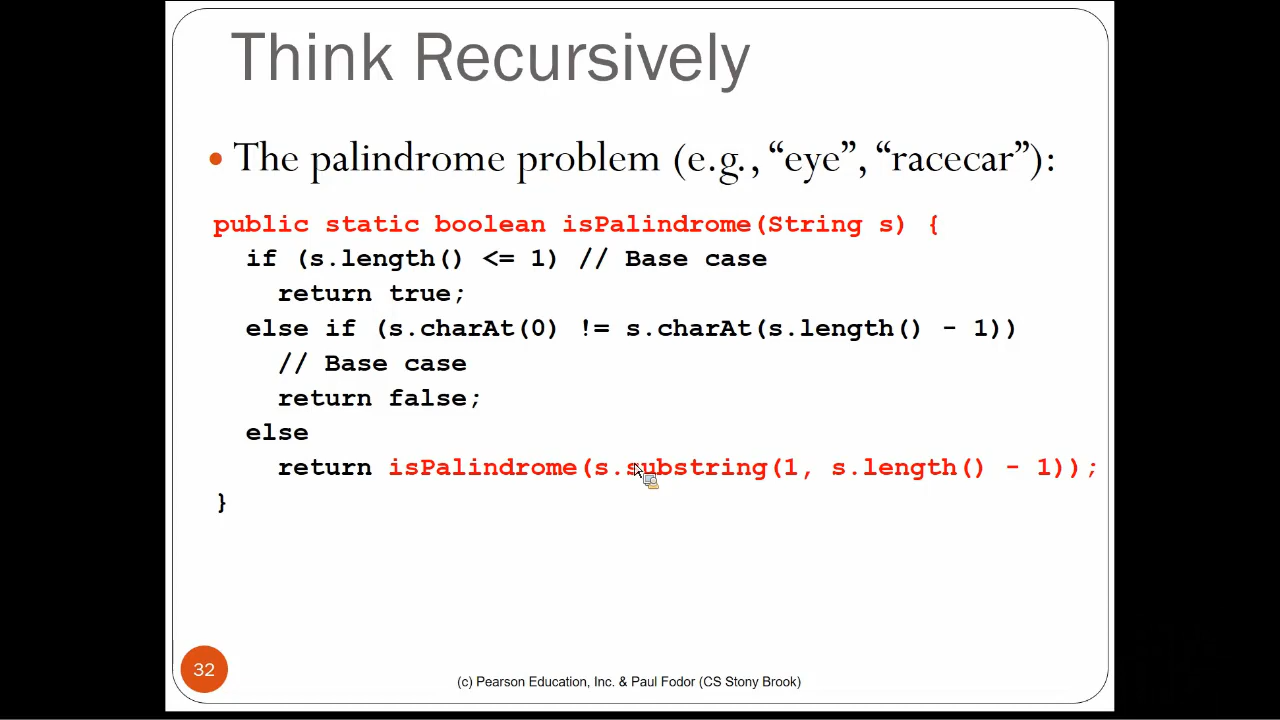 Think Recursively
• The palindrome problem (e.g., “eye”, “racecar”):
public static boolean isPalindrome(String s) {
if (s.length() <= 1) // Base case
return true;
else if (s.charAt(0) != s.charAt(s.length() - 1))
// Base case
return false;
else
return isPalindrome(s.substring(1, s.length() - 1));
}
32
(c) Pearson Education, Inc. & Paul Fodor (CS Stony Brook)